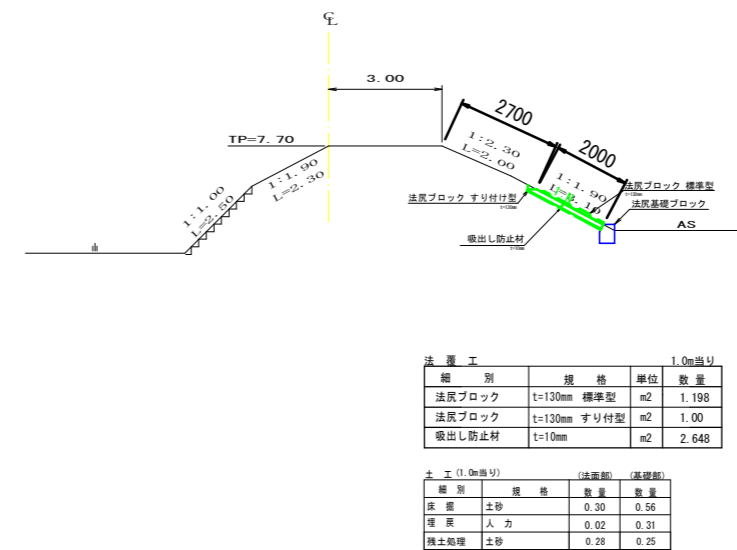 CL
3.00
TP=7.70
2700
2000
1:2.30
L=2.00
1:1.90
L=2.30
1:1.00
L=2.50
1:1.90
L=3.10
法尻ブロック 標準型
t=130mm
法尻ブロック すり付け型
t=130mm
法尻基礎ブロック
AS
吸出し防止材
t=10mm
法 覆 工 1.0m当り
細 別 規 格 単位 数 量
法尻ブロック t=130mm 標準型 m2 1.198
法尻ブロック t=130mm すり付型 m2 1.00
吸出し防止材 t=10mm m2 2.648
土 工 (1.0m当り) (法面部) (基礎部)
細 別 規 格 数 量 数 量
床 掘 土砂 0.30 0.56
埋 戻 人 力 0.02 0.31
残土処理 土砂 0.28 0.25